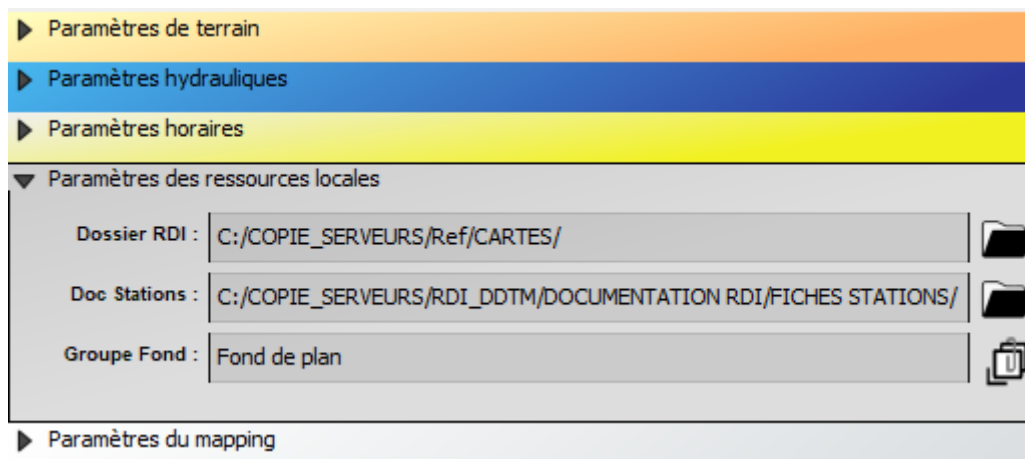 Paramètres de terrain
Paramètres hydrauliques
Paramètres horaires
Paramètres des ressources locales
Dossier RDI : C:/COPIE_SERVEURS/Ref/CARTES/
Doc Stations : C:/COPIE_SERVEURS/RDI_DDTM/DOCUMENTATION RDI/FICHES STATIONS/
Groupe Fond : Fond de plan
Paramètres du mapping